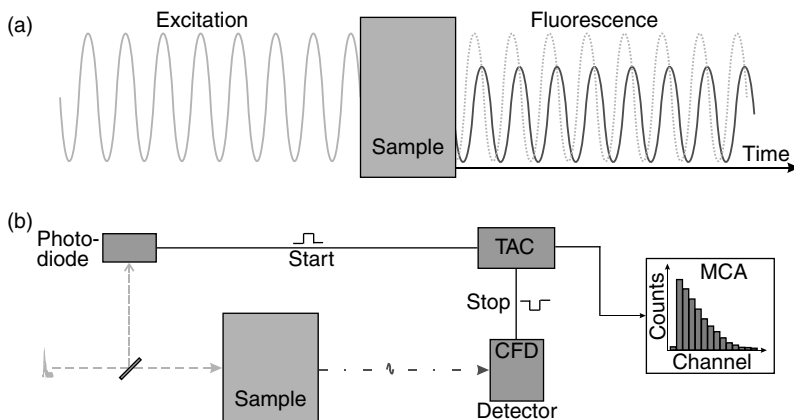 (a)
Excitation
Fluorescence
Sample
Time
(b)
Photo-
diode
Start
TAC
Stop
MCA
Counts
Channel
CFD
Sample
Detector